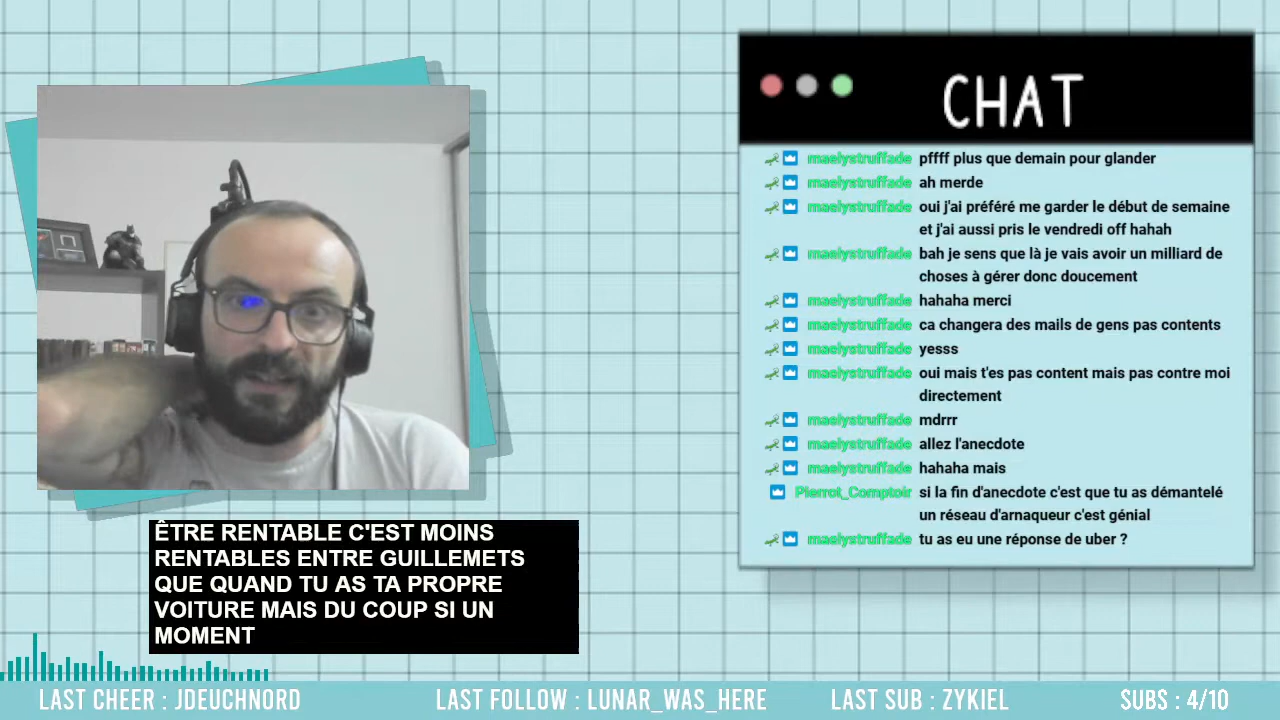 CHAT
maelystruffade pffff plus que demain pour glander
maelystruffade ah merde
maelystruffade oui j'ai préféré me garder le début de semaine
et j'ai aussi pris le vendredi off hahah
maelystruffade bah je sens que là je vais avoir un milliard de
choses à gérer donc doucement
maelystruffade hahaha merci
maelystruffade ca changera des mails de gens pas contents
maelystruffade yesss
maelystruffade oui mais t'es pas content mais pas contre moi
directement
maelystruffade mdrrr
maelystruffade allez l'anecdote
maelystruffade hahaha mais
Pierrot_Comptoir si la fin d'anecdote c'est que tu as démantelé
un réseau d'arnaqueur c'est génial
maelystruffade tu as eu une réponse de uber ?
ÊTRE RENTABLE C'EST MOINS
RENTABLES ENTRE GUILLEMETS
QUE QUAND TU AS TA PROPRE
VOITURE MAIS DU COUP SI UN
MOMENT
LAST CHEER : JDEUCHNORD LAST FOLLOW : LUNAR_WAS_HERE LAST SUB : ZYKIEL SUBS : 4/10